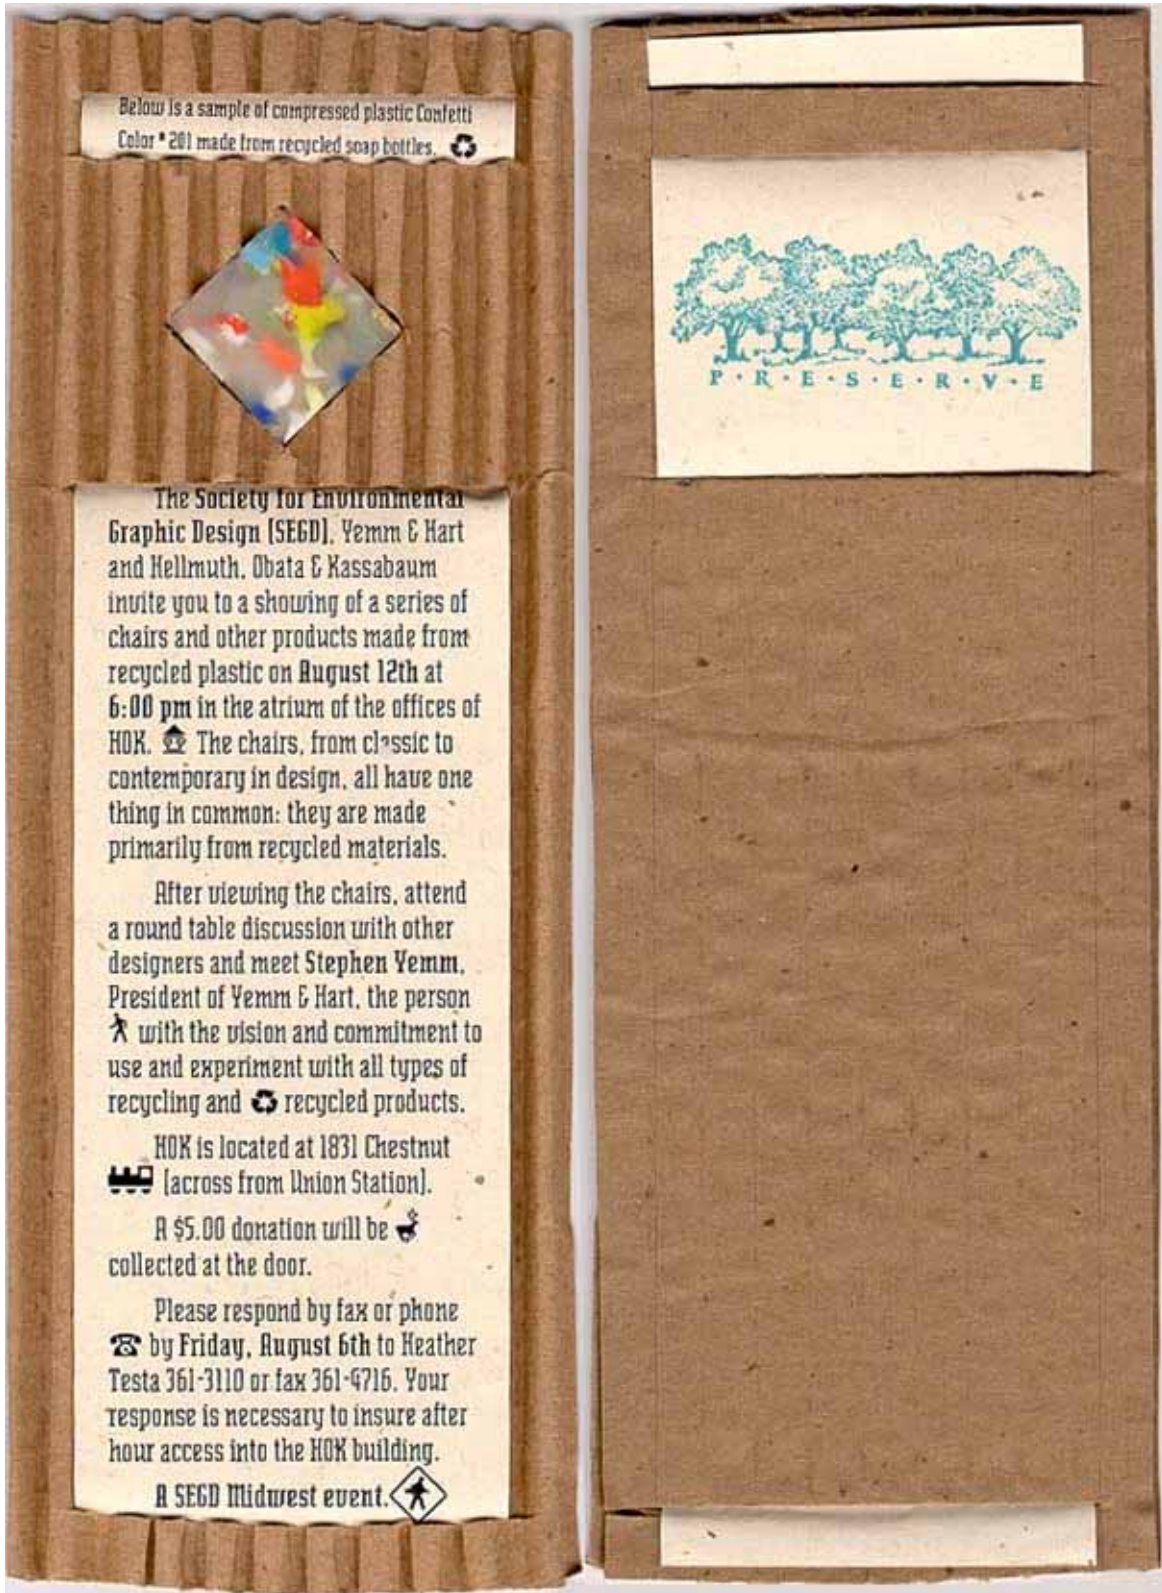 Below is a sample of compressed plastic Confetti
Color #201 made from recycled soap bottles.
The Society for Environmental
Graphic Design [SEGD], Yemm & Hart
and Hellmuth, Obata & Kassabaum
invite you to a showing of a series of
chairs and other products made from
recycled plastic on August 12th at
6:00 pm in the atrium of the offices of
HOK. The chairs, from classic to
contemporary in design, all have one
thing in common: they are made
primarily from recycled materials.
After viewing the chairs, attend
a round table discussion with other
designers and meet Stephen Yemm,
President of Yemm & Hart, the person
with the vision and commitment to
use and experiment with all types of
recycling and recycled products.
HOK is located at 1831 Chestnut
[across from Union Station].
A $5.00 donation will be
collected at the door.
Please respond by fax or phone
by Friday, August 6th to Heather
Testa 361-3110 or fax 361-4716. Your
response is necessary to insure after
hour access into the HOK building.
A SEGD Midwest event.
P·R·E·S·E·R·V·E